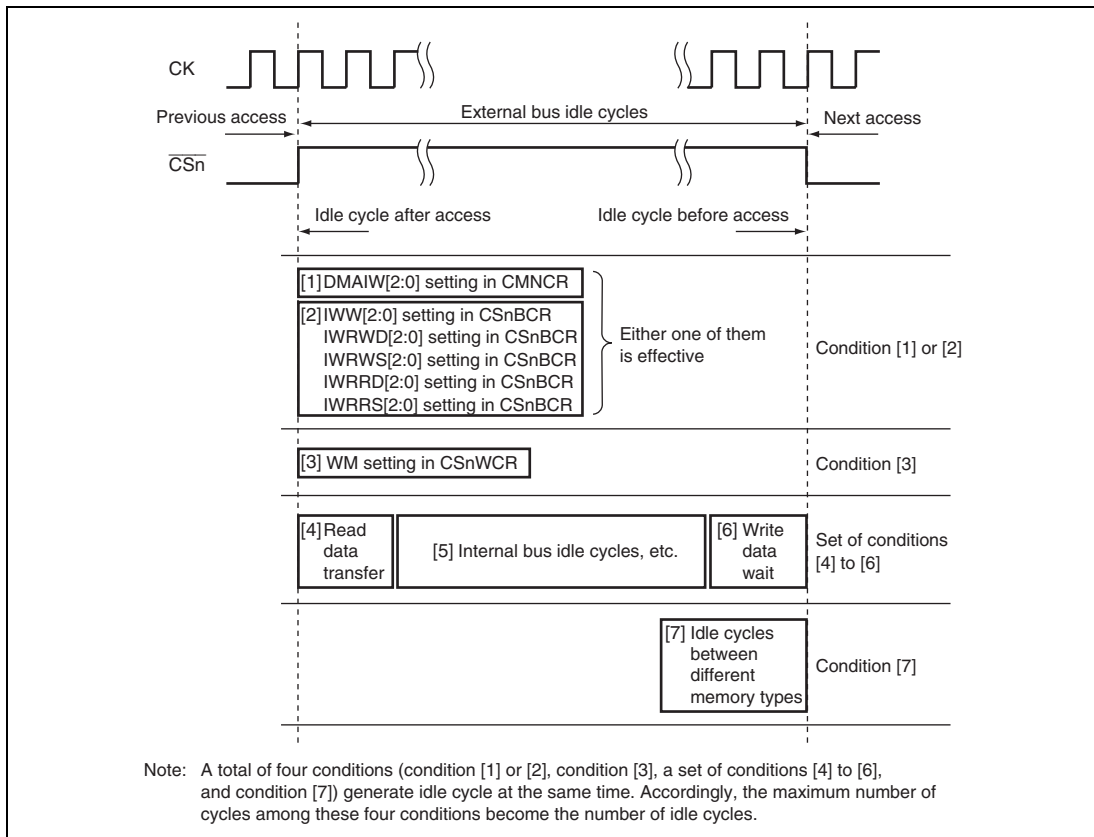 CK
Previous access
External bus idle cycles
Next access
CSn
Idle cycle after access
Idle cycle before access
[1] DMAIW[2:0] setting in CMNCR
[2] IWW[2:0] setting in CSnBCR
IWRWD[2:0] setting in CSnBCR
IWRWS[2:0] setting in CSnBCR
IWRRD[2:0] setting in CSnBCR
IWRRS[2:0] setting in CSnBCR
Either one of them
is effective
Condition [1] or [2]
[3] WM setting in CSnWCR
Condition [3]
[4] Read
data
transfer
[5] Internal bus idle cycles, etc.
[6] Write
data
wait
Set of conditions
[4] to [6]
[7] Idle cycles
between
different
memory types
Condition [7]
Note: A total of four conditions (condition [1] or [2], condition [3], a set of conditions [4] to [6],
and condition [7]) generate idle cycle at the same time. Accordingly, the maximum number of
cycles among these four conditions become the number of idle cycles.